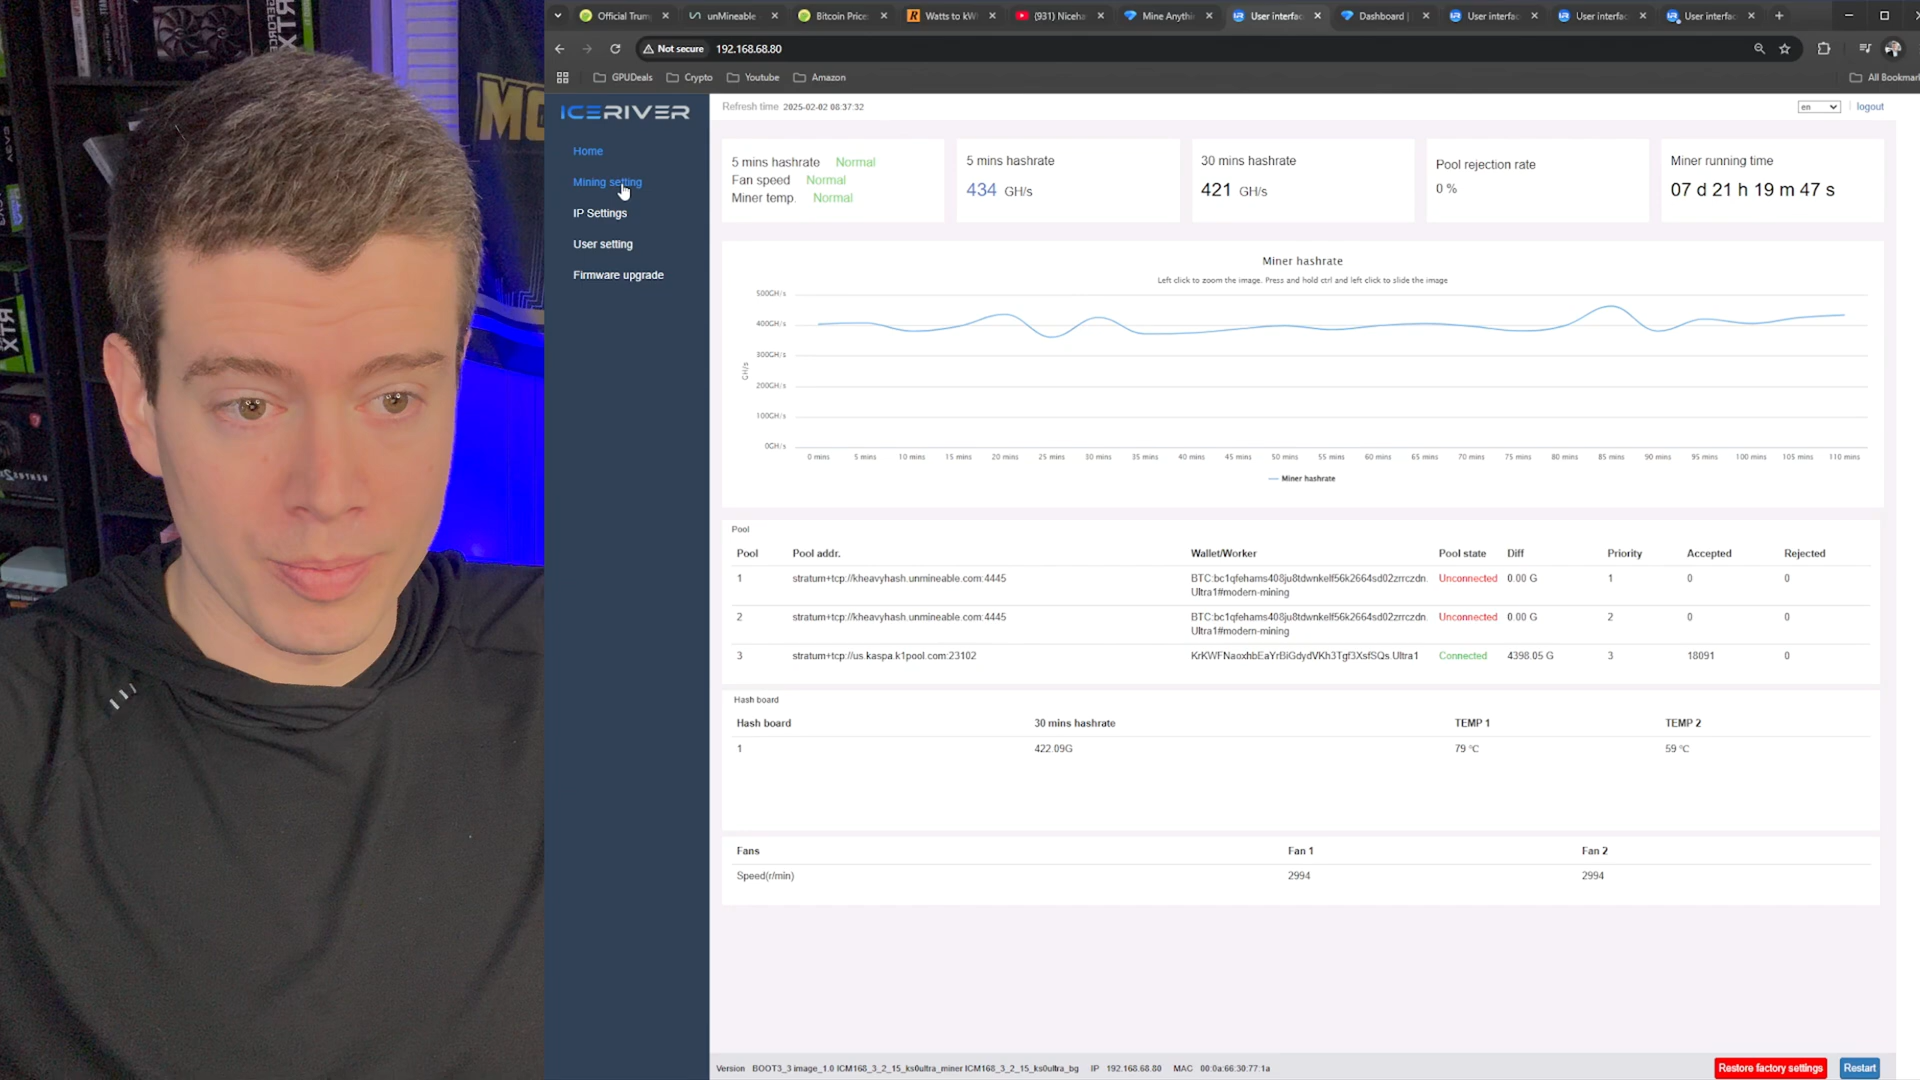 Official Trum
unMineable
Bitcoin Price
Watts to kW
(931) Niceha
Mine Anythi
User interfac
Dashboard |
User interfac
User interfac
User interfac
Not secure 192.168.68.80
GPUDeals
Crypto
Youtube
Amazon
All Bookmar
ICERIVER
Refresh time 2025-02-02 08:37:32
en
logout
Home
Mining setting
IP Settings
User setting
Firmware upgrade
5 mins hashrate Normal
Fan speed Normal
Miner temp. Normal
5 mins hashrate
434 GH/s
30 mins hashrate
421 GH/s
Pool rejection rate
0 %
Miner running time
07 d 21 h 19 m 47 s
Miner hashrate
Left click to zoom the image. Press and hold ctrl and left click to slide the image
500GH/s
400GH/s
300GH/s
200GH/s
100GH/s
0GH/s
GH/s
0 mins 5 mins 10 mins 15 mins 20 mins 25 mins 30 mins 35 mins 40 mins 45 mins 50 mins 55 mins 60 mins 65 mins 70 mins 75 mins 80 mins 85 mins 90 mins 95 mins 100 mins 105 mins 110 mins
Miner hashrate
Pool
Pool Pool addr. Wallet/Worker Pool state Diff Priority Accepted Rejected
1 stratum+tcp://kheavyhash.unmineable.com:4445 BTC:bc1qfehams408ju8tdwnkelf56k2664sd02zrrczdn. Unconnected 0.00 G 1 0 0
Ultra1#modern-mining
2 stratum+tcp://kheavyhash.unmineable.com:4445 BTC:bc1qfehams408ju8tdwnkelf56k2664sd02zrrczdn. Unconnected 0.00 G 2 0 0
Ultra1#modern-mining
3 stratum+tcp://us.kaspa.k1pool.com:23102 KrKWFNaoxhbEaYrBiGdydVKh3Tgf3XsfSQs.Ultra1 Connected 4398.05 G 3 18091 0
Hash board
Hash board 30 mins hashrate TEMP 1 TEMP 2
1 422.09G 79 °C 59 °C
Fans Fan 1 Fan 2
Speed(r/min) 2994 2994
Version BOOT3_3 image_1.0 ICM168_3_2_15_ks0ultra_miner ICM168_3_2_15_ks0ultra_bg IP 192.168.68.80 MAC 00:0a:66:30:77:1a
Restore factory settings
Restart